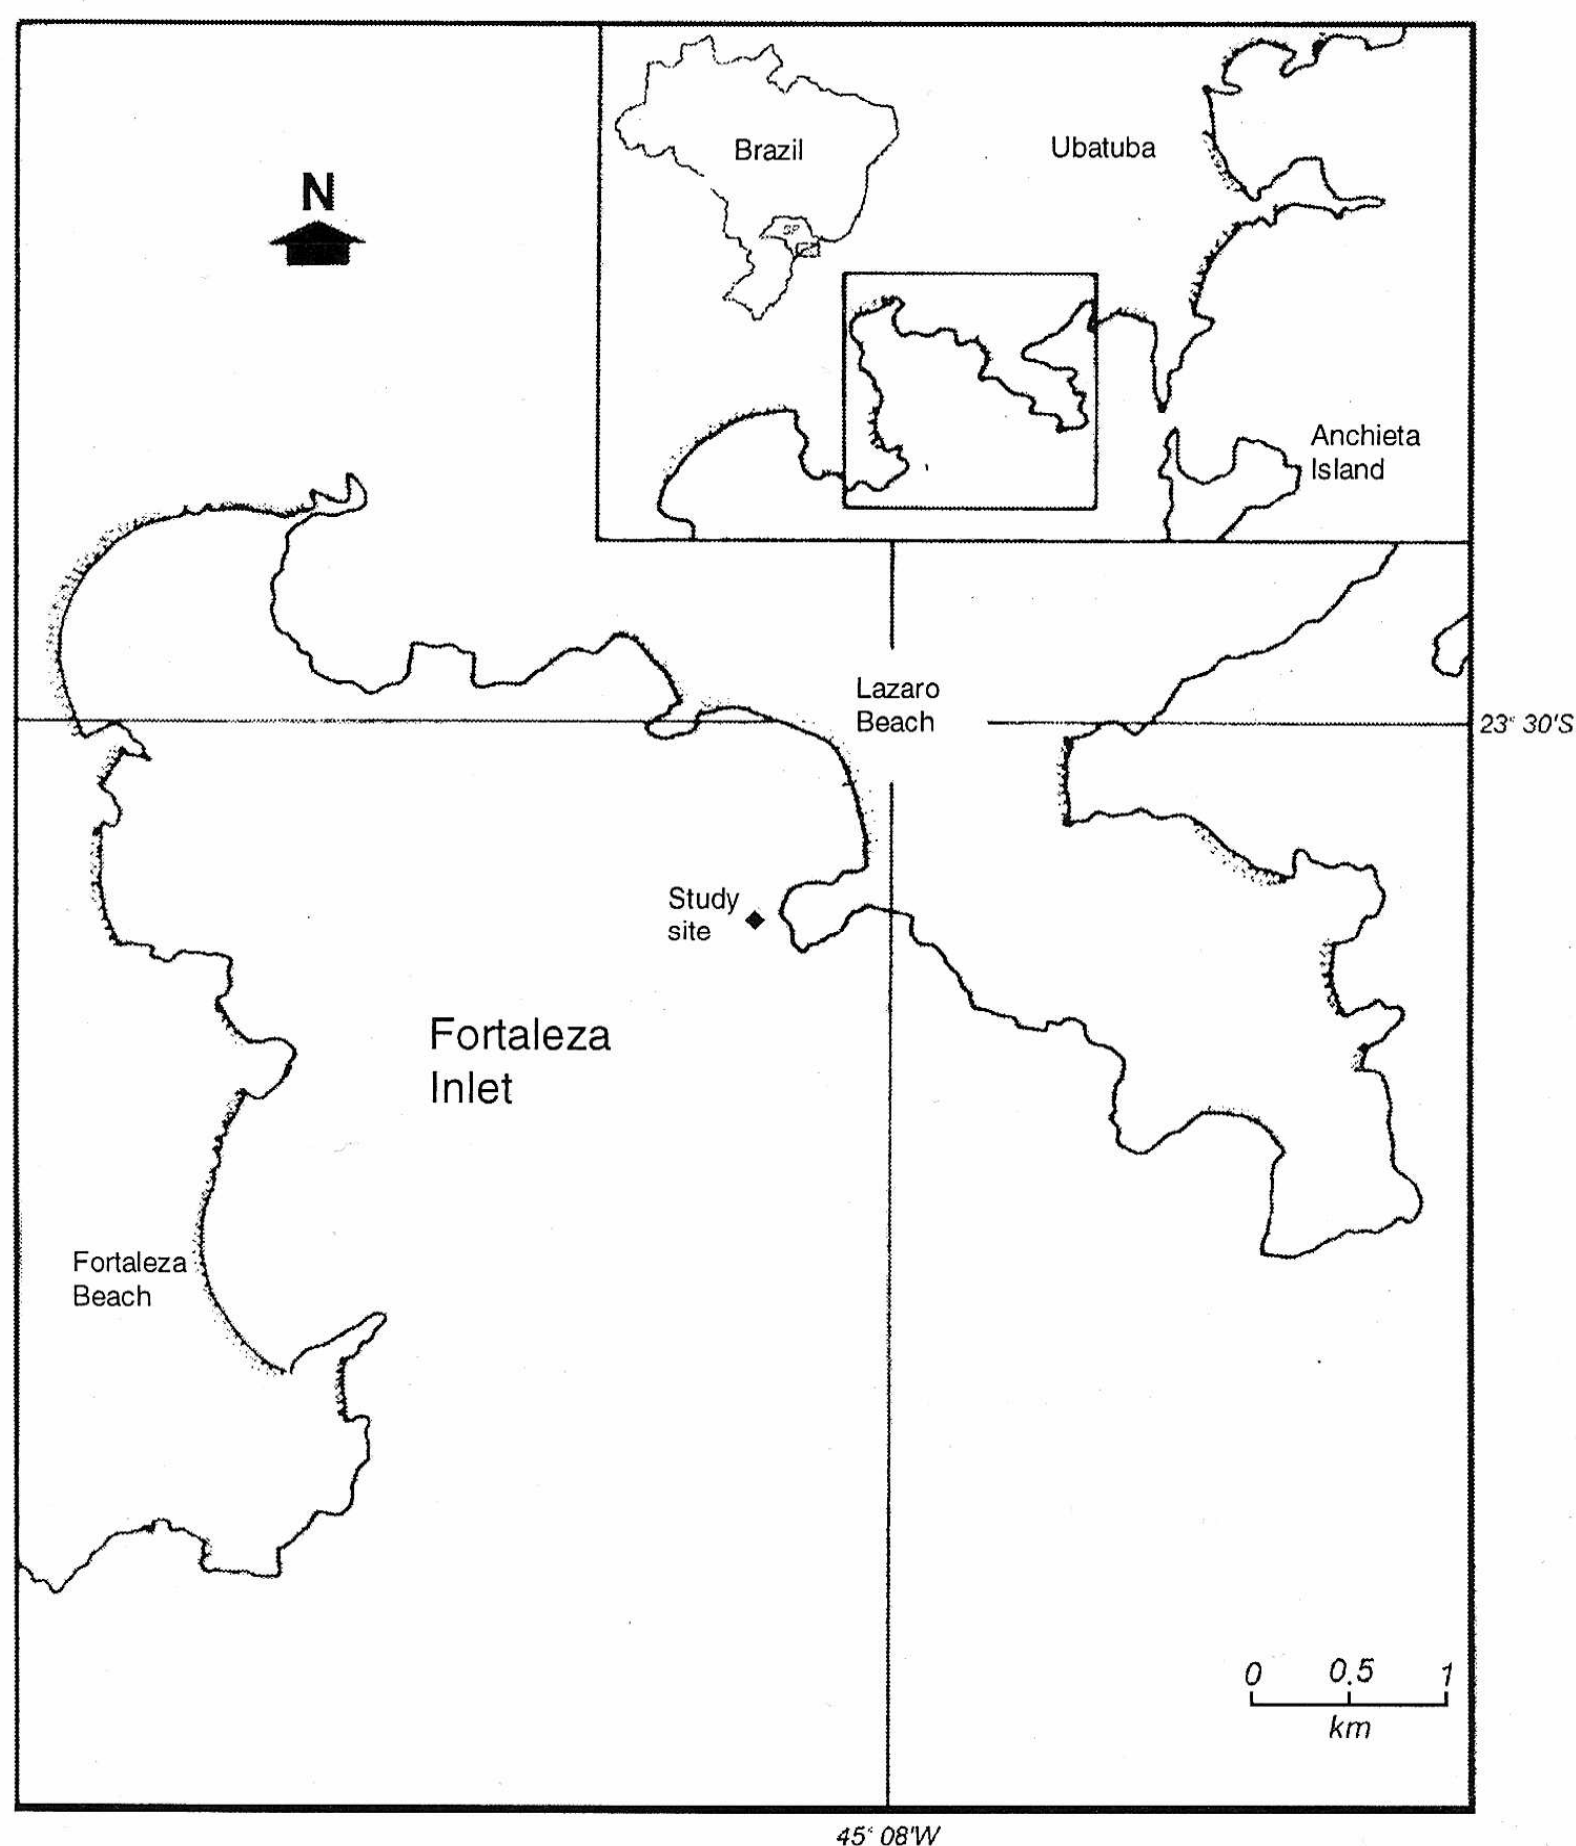 N
Brazil
SP
Ubatuba
Anchieta
Island
Lazaro
Beach
23° 30'S
Study
site
Fortaleza
Inlet
Fortaleza
Beach
0 0.5 1
km
45° 08'W